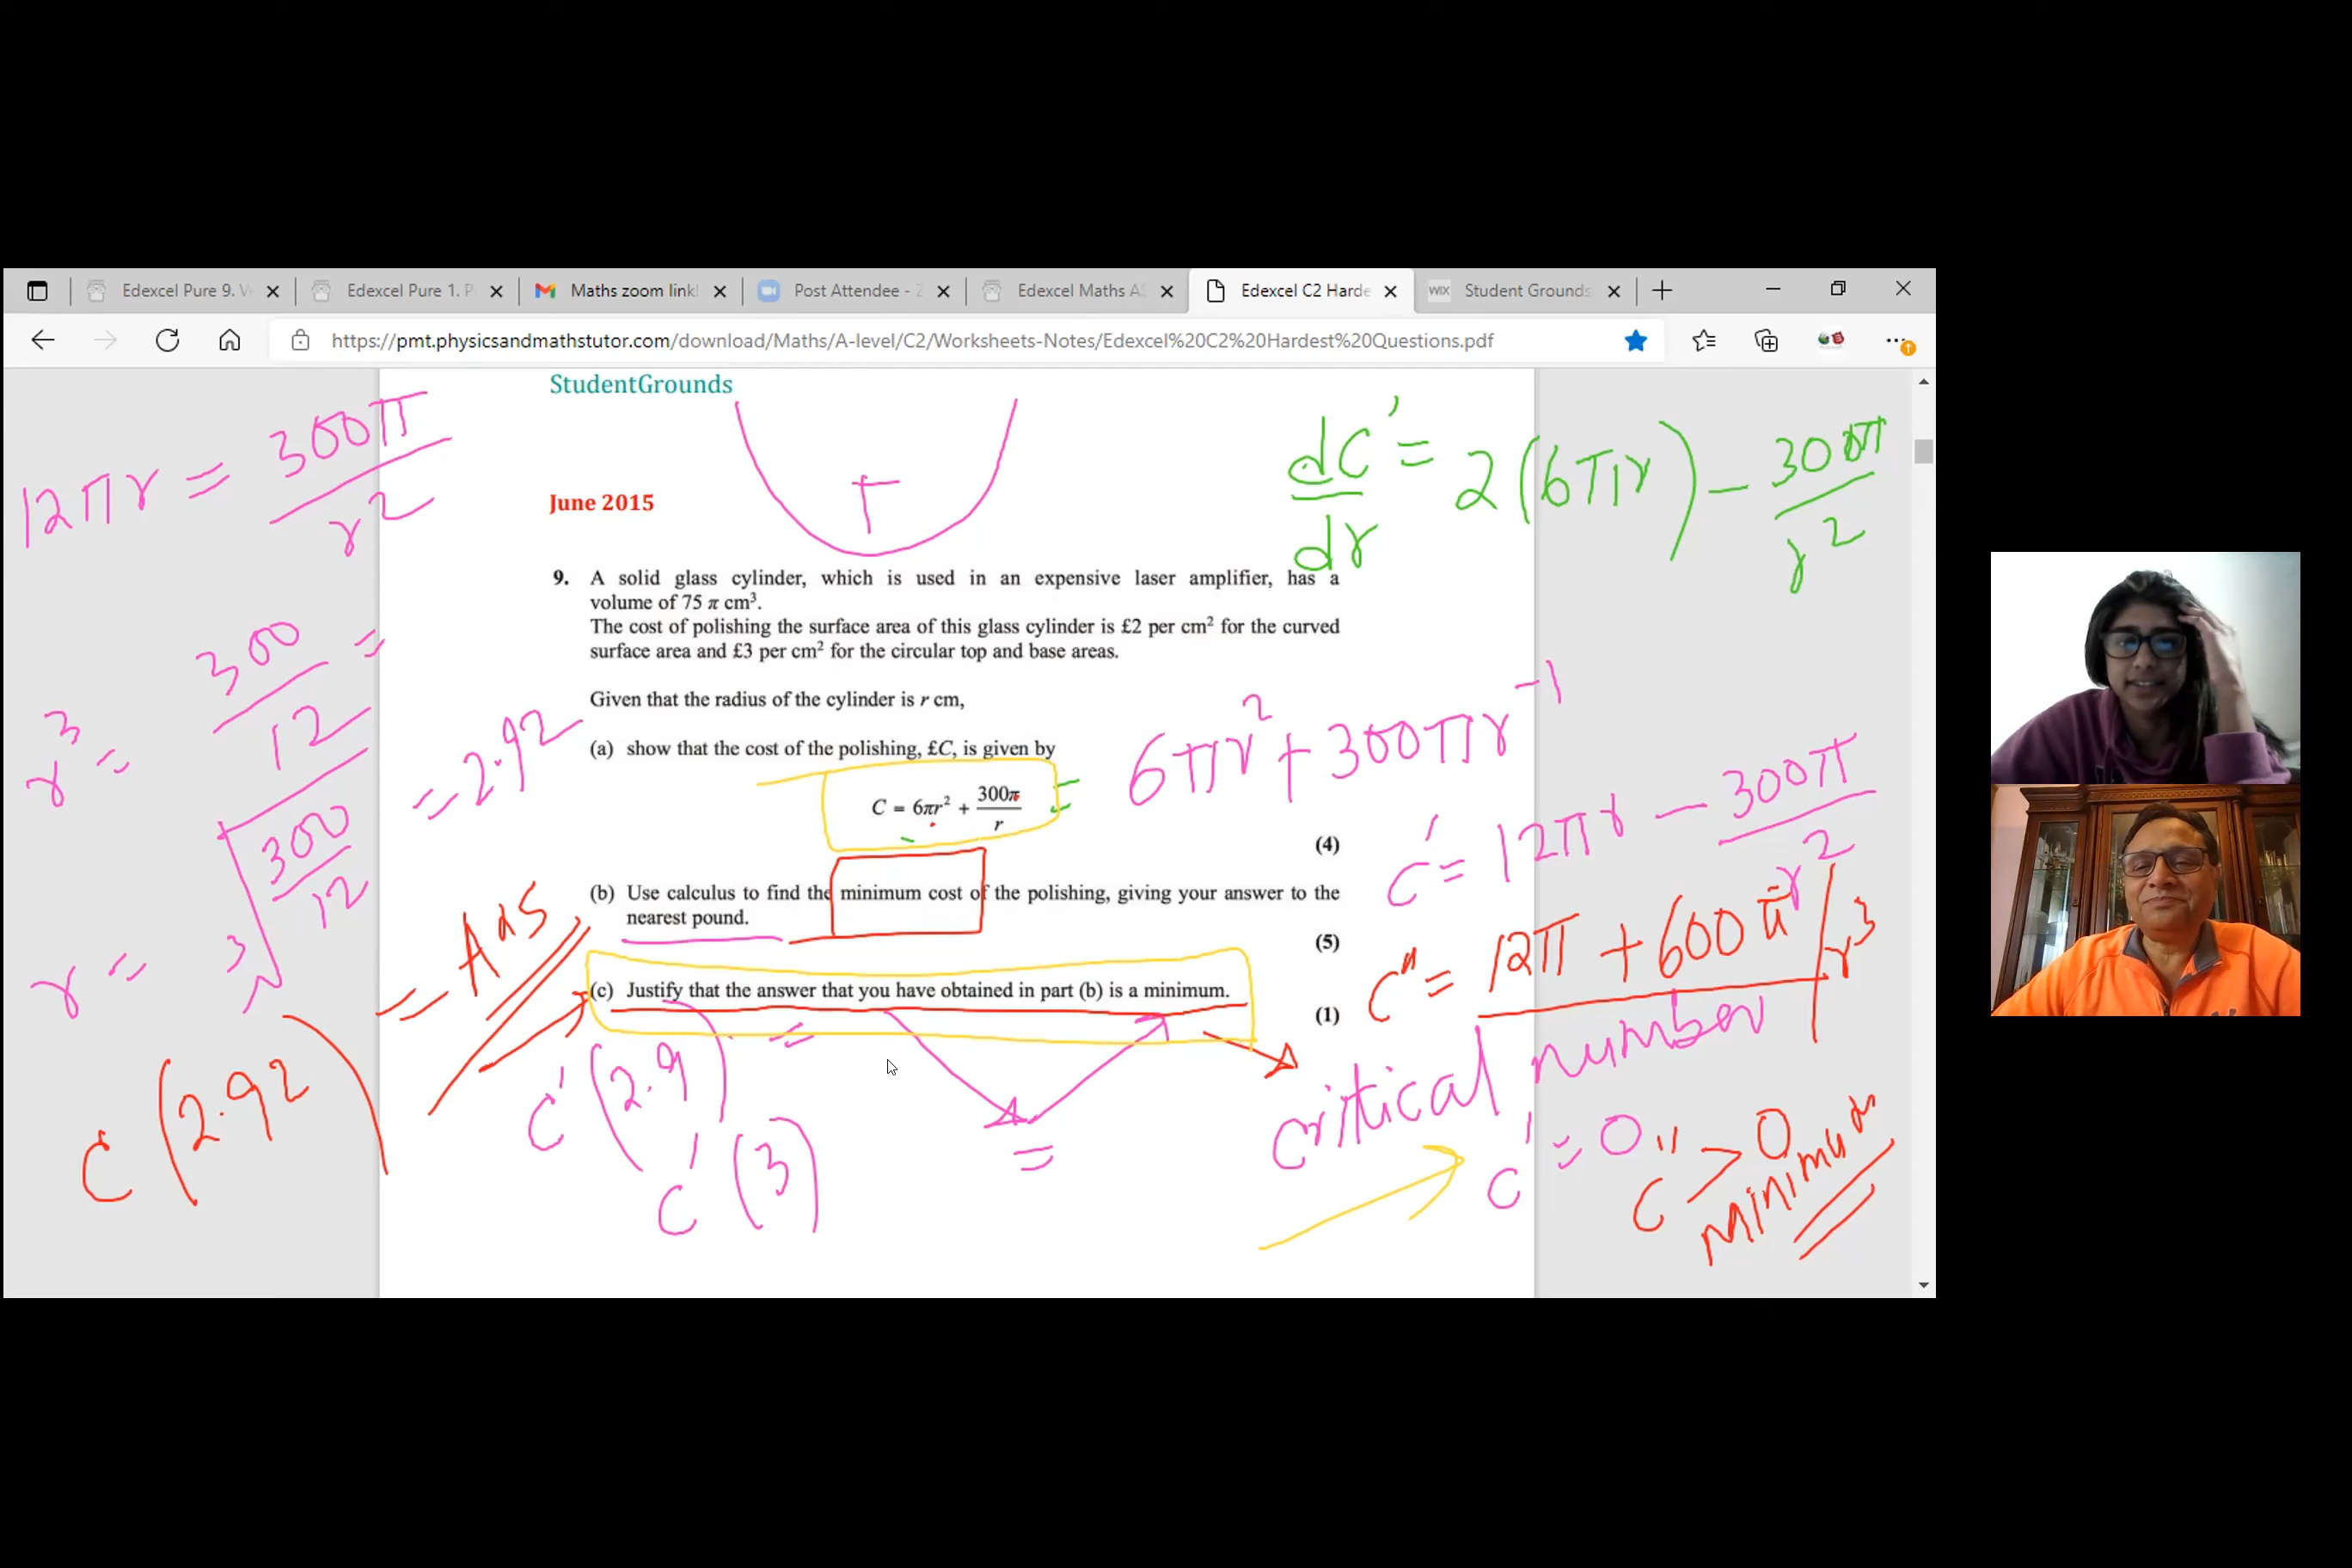 Edexcel Pure 9. V
Edexcel Pure 1. P
Maths zoom link
Post Attendee - Z
Edexcel Maths A
Edexcel C2 Harde
WIX Student Grounds
https://pmt.physicsandmathstutor.com/download/Maths/A-level/C2/Worksheets-Notes/Edexcel%20C2%20Hardest%20Questions.pdf
StudentGrounds
June 2015
9. A solid glass cylinder, which is used in an expensive laser amplifier, has a
volume of 75 π cm³.
The cost of polishing the surface area of this glass cylinder is £2 per cm² for the curved
surface area and £3 per cm² for the circular top and base areas.
Given that the radius of the cylinder is r cm,
(a) show that the cost of the polishing, £C, is given by
C = 6πr² + 300π/r
(4)
(b) Use calculus to find the minimum cost of the polishing, giving your answer to the
nearest pound.
(5)
(c) Justify that the answer that you have obtained in part (b) is a minimum.
(1)
12πr = 300π/r²
r³ = 300/12 =
r = ³√300/12 = 2.92
C(2.92) = Ans
dC'/dr = 2(6πr) - 300π/r²
= 6πr² + 300πr⁻¹
C' = 12πr - 300π/r²
C" = 12π + 600π/r³
critical number
C' = 0
C" > 0
minimum
C'(2.9) =
C'(3)
=